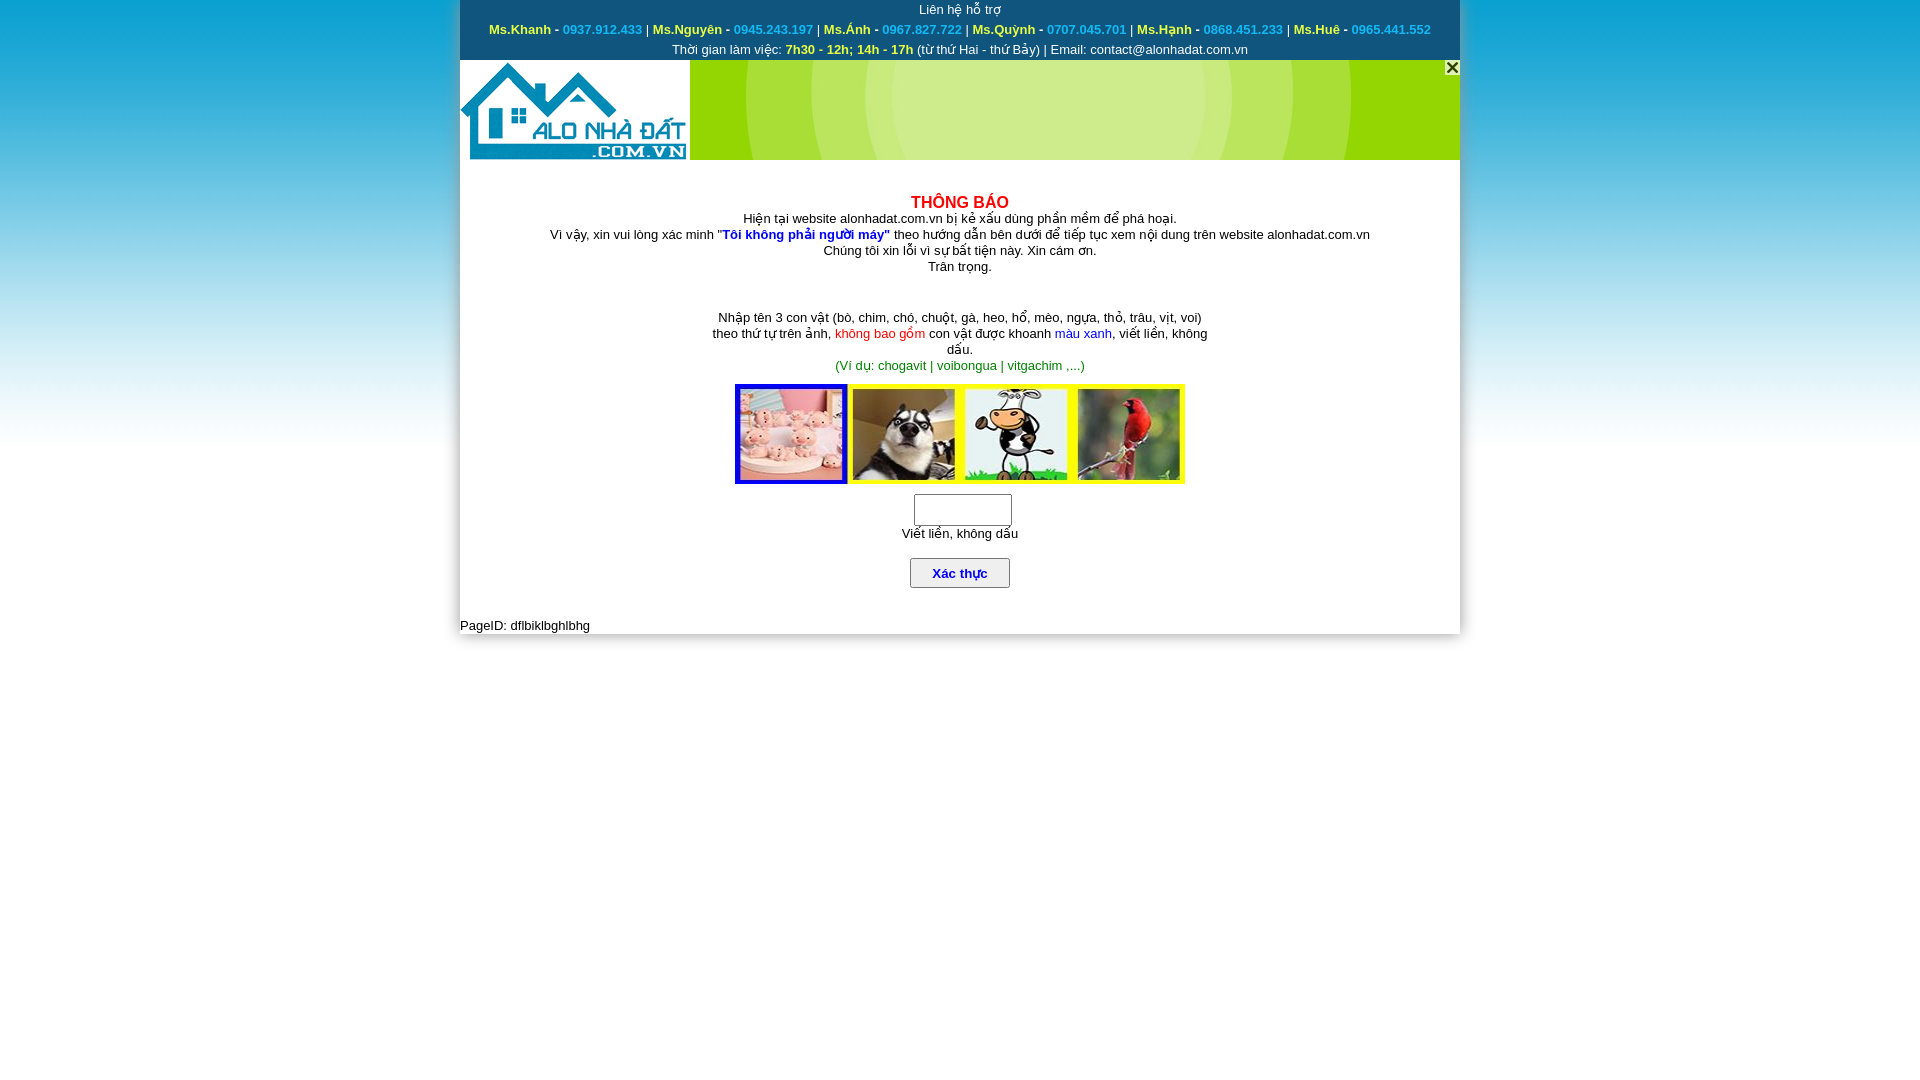 Liên hệ hỗ trợ
Ms.Khanh - 0937.912.433 | Ms.Nguyên - 0945.243.197 | Ms.Ánh - 0967.827.722 | Ms.Quỳnh - 0707.045.701 | Ms.Hạnh - 0868.451.233 | Ms.Huê - 0965.441.552
Thời gian làm việc: 7h30 - 12h; 14h - 17h (từ thứ Hai - thứ Bảy) | Email: contact@alonhadat.com.vn
ALO NHÀ ĐẤT
.COM.VN
THÔNG BÁO
Hiện tại website alonhadat.com.vn bị kẻ xấu dùng phần mềm để phá hoại.
Vì vậy, xin vui lòng xác minh "Tôi không phải người máy" theo hướng dẫn bên dưới để tiếp tục xem nội dung trên website alonhadat.com.vn
Chúng tôi xin lỗi vì sự bất tiện này. Xin cám ơn.
Trân trọng.
Nhập tên 3 con vật (bò, chim, chó, chuột, gà, heo, hổ, mèo, ngựa, thỏ, trâu, vịt, voi)
theo thứ tự trên ảnh, không bao gồm con vật được khoanh màu xanh, viết liền, không
dấu.
(Ví dụ: chogavit | voibongua | vitgachim ,...)
Viết liền, không dấu
Xác thực
PageID: dflbiklbghlbhg